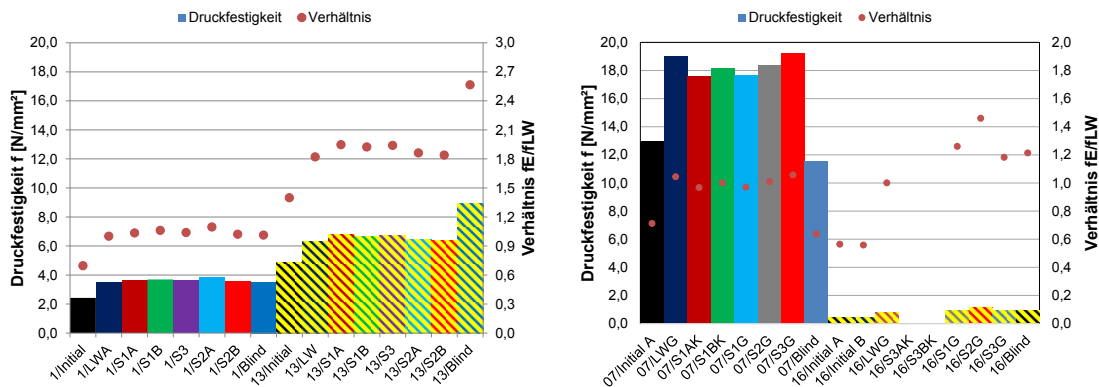 Druckfestigkeit Verhältnis
Druckfestigkeit f [N/mm²]
20,0
18,0
16,0
14,0
12,0
10,0
8,0
6,0
4,0
2,0
0,0
3,0
2,7
2,4
2,1
1,8
1,5
1,2
0,9
0,6
0,3
0,0
Verhältnis fE/fLW
1/Initial
1/LWA
1/S1A
1/S1B
1/S3
1/S2A
1/S2B
1/Blind
13/Initial
13/LW
13/S1A
13/S1B
13/S3
13/S2A
13/S2B
13/Blind
Druckfestigkeit Verhältnis
Druckfestigkeit f [N/mm²]
20,0
18,0
16,0
14,0
12,0
10,0
8,0
6,0
4,0
2,0
0,0
2,0
1,8
1,6
1,4
1,2
1,0
0,8
0,6
0,4
0,2
0,0
Verhältnis fE/fLW
07/Initial A
07/LWG
07/S1AK
07/S1BK
07/S1G
07/S2G
07/S3G
07/Blind
16/Initial A
16/Initial B
16/LWG
16/S3AK
16/S3BK
16/S1G
16/S2G
16/S3G
16/Blind